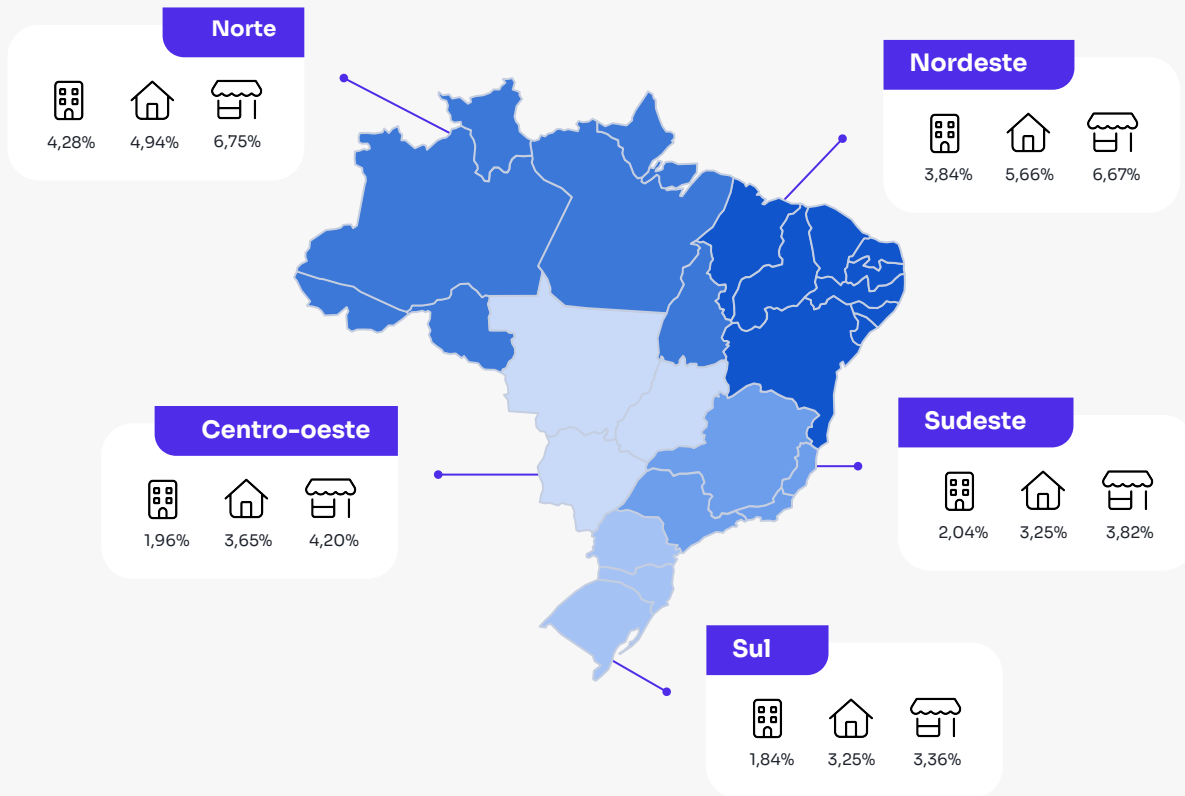 Norte
4,28% 4,94% 6,75%
Nordeste
3,84% 5,66% 6,67%
Centro-oeste
1,96% 3,65% 4,20%
Sudeste
2,04% 3,25% 3,82%
Sul
1,84% 3,25% 3,36%